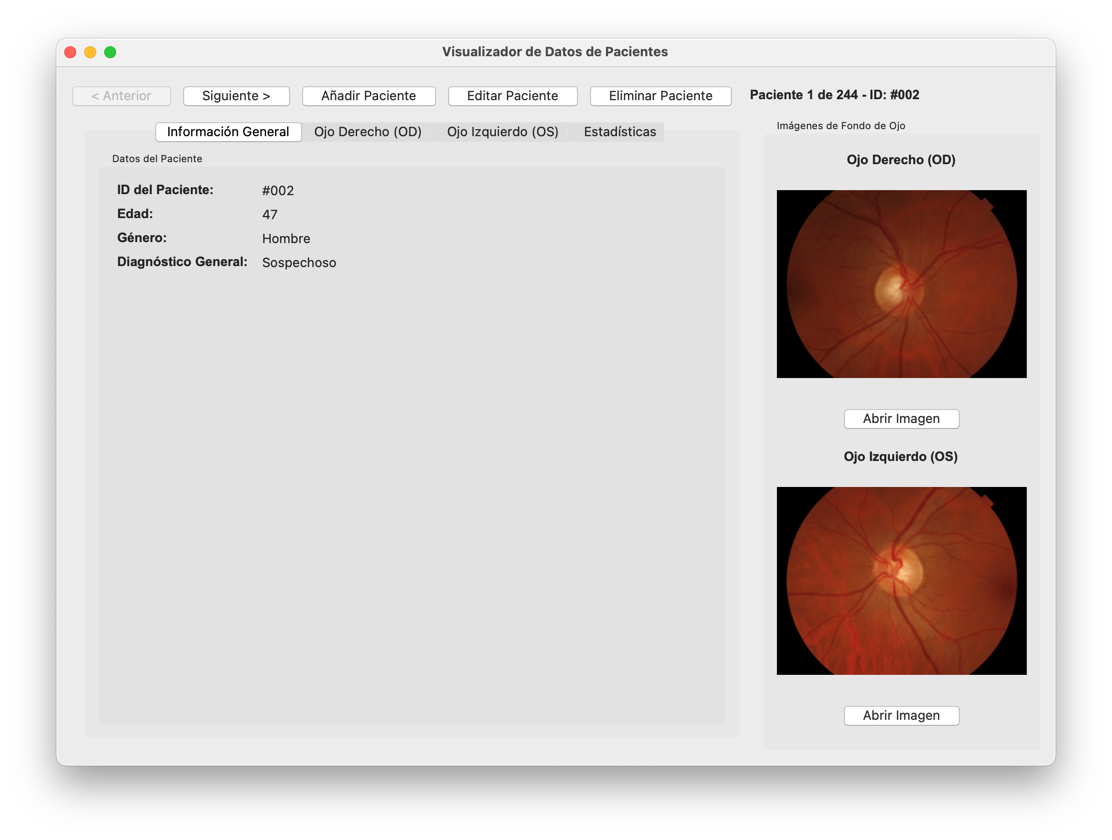 Visualizador de Datos de Pacientes
< Anterior
Siguiente >
Añadir Paciente
Editar Paciente
Eliminar Paciente
Paciente 1 de 244 - ID: #002
Información General
Ojo Derecho (OD)
Ojo Izquierdo (OS)
Estadísticas
Datos del Paciente
ID del Paciente: #002
Edad: 47
Género: Hombre
Diagnóstico General: Sospechoso
Imágenes de Fondo de Ojo
Ojo Derecho (OD)
Abrir Imagen
Ojo Izquierdo (OS)
Abrir Imagen